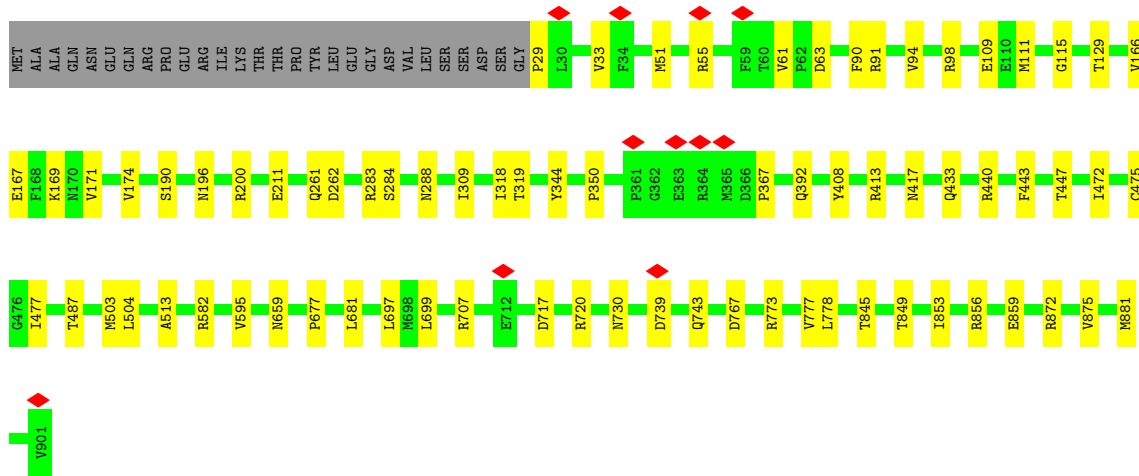 MET ALA ALA GLN ASN GLU GLN ARG PRO GLU ARG ILE LYS THR THR PRO TYR LEU GLU GLY ASP VAL LEU SER SER ASP SER GLY P29 L30 V33 F34 M51 R55 F59 T60 V61 P62 D63 F90 R91 V94 R98 E109 E110 M111 G115 T129 V166
E167 F168 K169 N170 V171 V174 S190 N196 R200 E211 Q261 D262 R283 S284 N288 I309 I318 T319 Y344 P350 P361 G362 E363 R364 M365 D366 P367 Q392 Y408 R413 N417 Q433 R440 F443 T447 I472 C475
G476 I477 T487 M503 L504 A513 R582 V595 N659 P677 L681 L697 M698 L699 R707 E712 D717 R720 N730 D739 Q743 D767 R773 V777 L778 T845 T849 I853 R856 E859 R872 V875 M881
V901